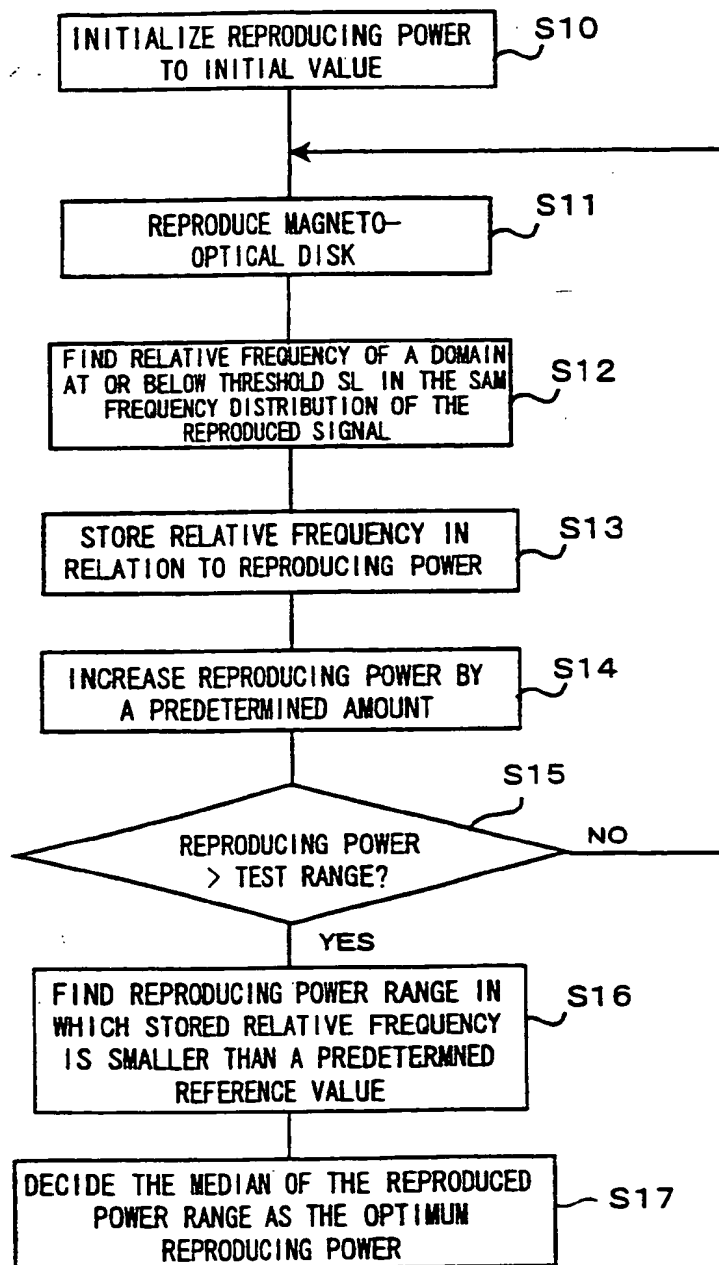 INITIALIZE REPRODUCING POWER
TO INITIAL VALUE
S10
REPRODUCE MAGNETO-
OPTICAL DISK
S11
FIND RELATIVE FREQUENCY OF A DOMAIN
AT OR BELOW THRESHOLD SL IN THE SAM
FREQUENCY DISTRIBUTION OF THE
REPRODUCED SIGNAL
S12
STORE RELATIVE FREQUENCY IN
RELATION TO REPRODUCING POWER
S13
INCREASE REPRODUCING POWER BY
A PREDETERMINED AMOUNT
S14
S15
REPRODUCING POWER
> TEST RANGE?
NO
YES
FIND REPRODUCING POWER RANGE IN
WHICH STORED RELATIVE FREQUENCY
IS SMALLER THAN A PREDETERMNED
REFERENCE VALUE
S16
DECIDE THE MEDIAN OF THE REPRODUCED
POWER RANGE AS THE OPTIMUM
REPRODUCING POWER
S17